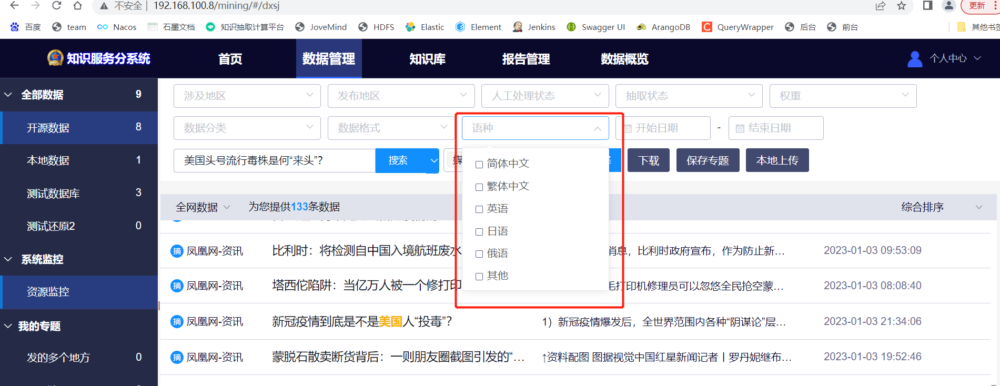 不安全 192.168.100.8/mining/#/dxsj 更新
百度 team Nacos 石墨文档 知识抽取计算平台 JoveMind HDFS Elastic Element Jenkins Swagger UI ArangoDB QueryWrapper 后台 前台 其他书签
知识服务分系统 首页 数据管理 知识库 报告管理 数据概览 个人中心
全部数据 9
开源数据 8
本地数据 1
测试数据库 3
测试还原2 0
系统监控
资源监控
我的专题
发的多个地方 0
涉及地区 发布地区 人工处理状态 抽取状态 权重
数据分类 数据格式 语种 开始日期 - 结束日期
美国头号流行毒株是何“来头”? 搜索 媒 下载 保存专题 本地上传
简体中文
繁体中文
英语
日语
俄语
其他
全网数据 为您提供133条数据 综合排序
摘 凤凰网-资讯 比利时：将检测自中国入境航班废水 消息，比利时政府宣布，作为防止新... 2023-01-03 09:53:09
摘 凤凰网-资讯 塔西佗陷阱：当亿万人被一个修打印 毛打印机修理员可以忽悠全民抢空蒙... 2023-01-03 08:08:40
摘 凤凰网-资讯 新冠疫情到底是不是美国人“投毒”? 1）新冠疫情爆发后，全世界范围内各种“阴谋论”层... 2023-01-03 21:34:06
摘 凤凰网-资讯 蒙脱石散卖断货背后：一则朋友圈截图引发的“... ↑资料配图 图据视觉中国红星新闻记者丨罗丹妮继布... 2023-01-03 19:52:46